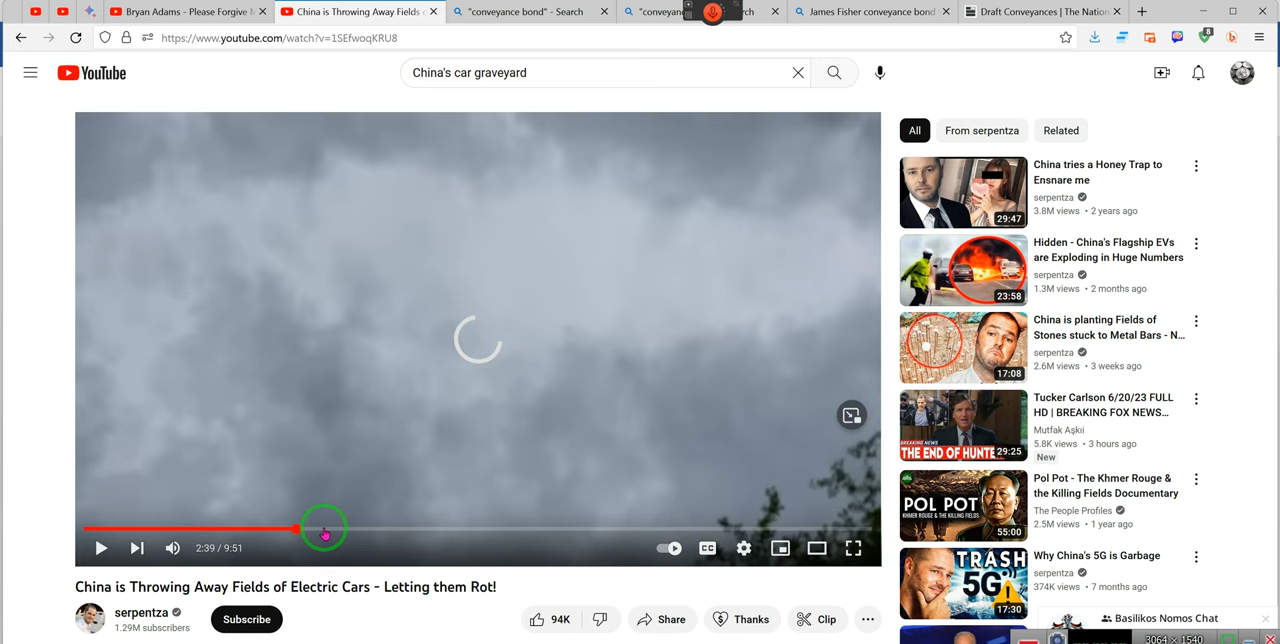 Bryan Adams - Please Forgive M
China is Throwing Away Fields o
"conveyance bond" - Search
"conveyan
rch
James Fisher conveyance bond
Draft Conveyances | The Nation
https://www.youtube.com/watch?v=1SEfwoqKRU8
8
YouTube
China's car graveyard
All
From serpentza
Related
China tries a Honey Trap to
Ensnare me
serpentza
3.8M views • 2 years ago
29:47
Hidden - China's Flagship EVs
are Exploding in Huge Numbers
serpentza
1.3M views • 2 months ago
23:58
China is planting Fields of
Stones stuck to Metal Bars - N...
serpentza
2.6M views • 3 weeks ago
17:08
Tucker Carlson 6/20/23 FULL
HD | BREAKING FOX NEWS...
Mutfak Aşkıi
5.8K views • 3 hours ago
New
BREAKING NEWS
THE END OF HUNTE
29:25
Pol Pot - The Khmer Rouge &
the Killing Fields Documentary
The People Profiles
2.5M views • 1 year ago
POL POT
KHMER ROUGE & THE KILLING FIELDS
55:00
Why China's 5G is Garbage
serpentza
374K views • 7 months ago
TRASH
5G
17:30
2:39 / 9:51
CC
China is Throwing Away Fields of Electric Cars - Letting them Rot!
serpentza
1.29M subscribers
Subscribe
94K
Share
Thanks
Clip
Basilikos Nomos Chat
3064 × 1540